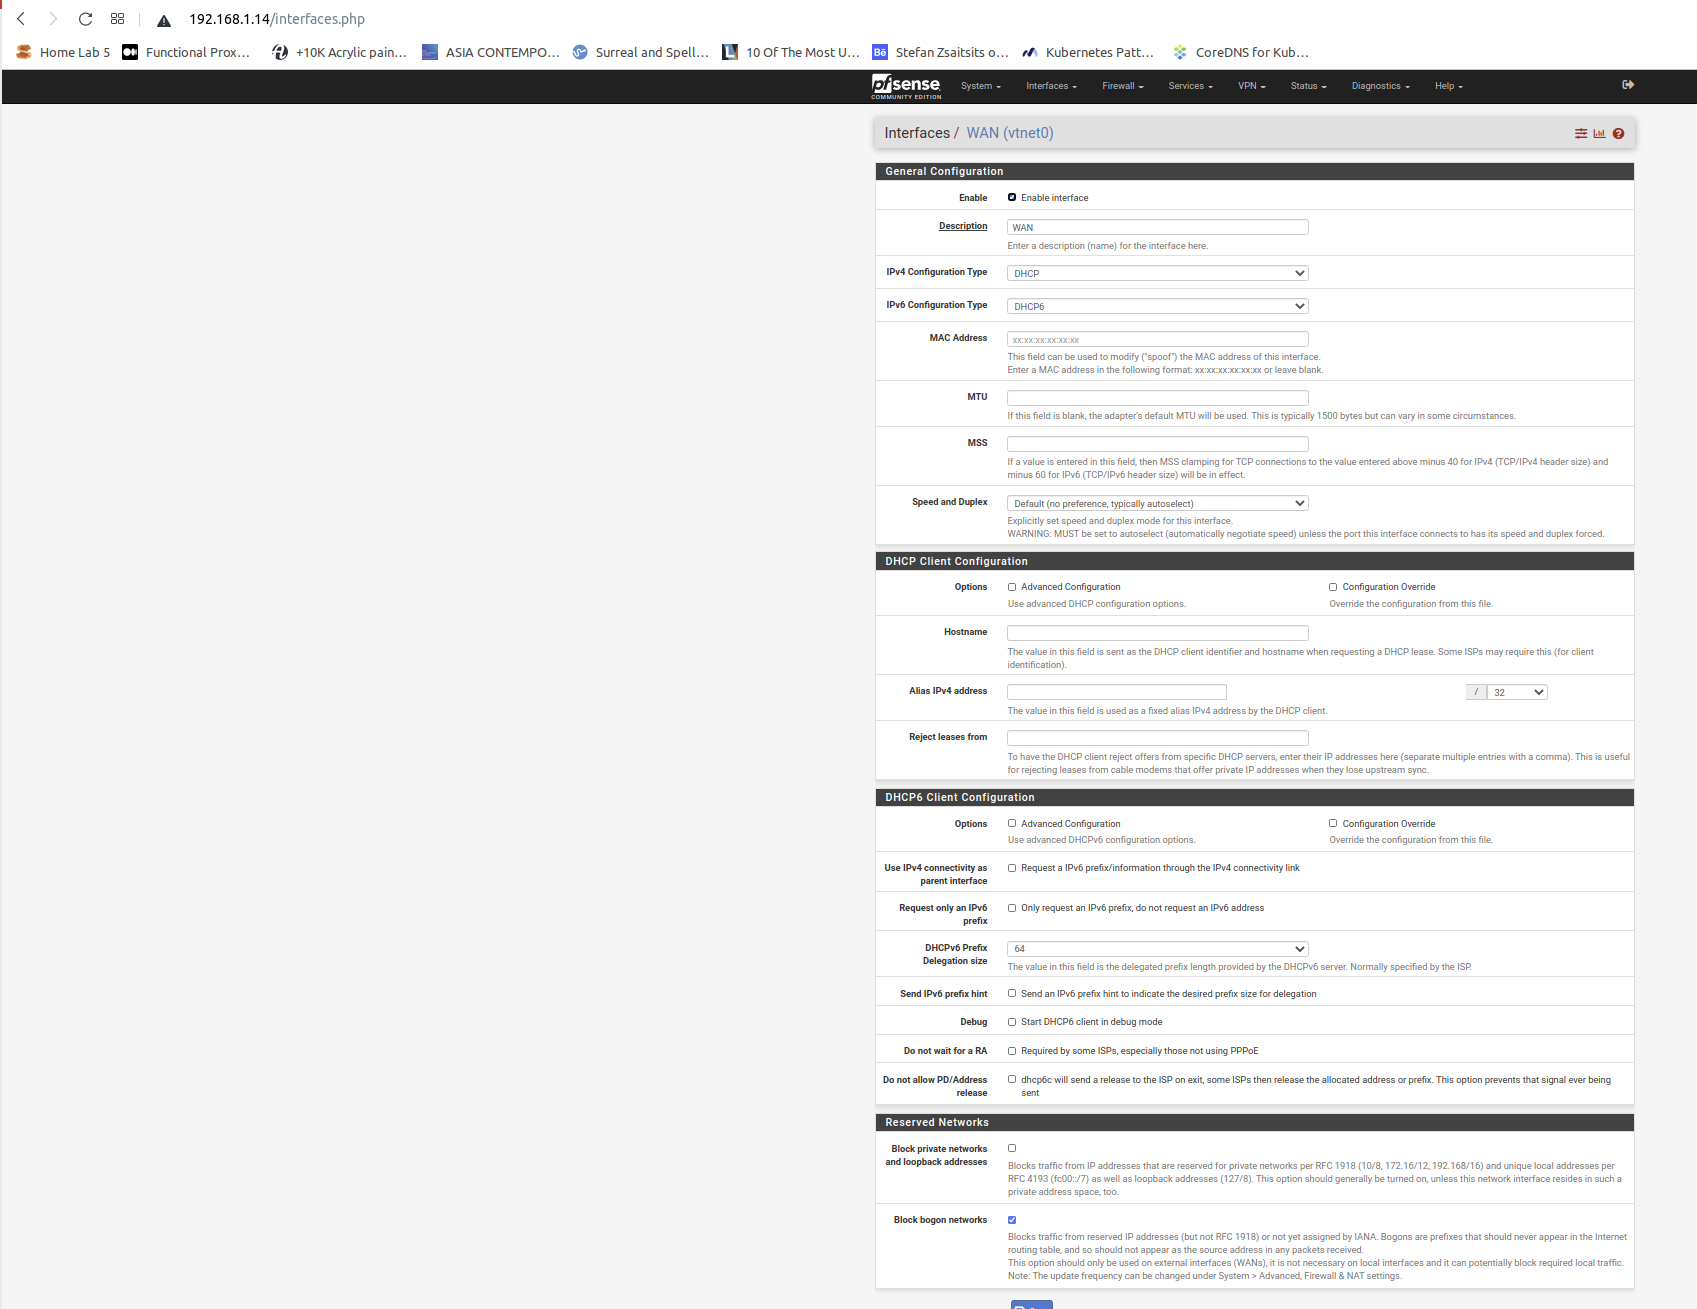 192.168.1.14/interfaces.php
Home Lab 5 Functional Prox... +10K Acrylic pain... ASIA CONTEMPO... Surreal and Spell... 10 Of The Most U... Bē Stefan Zsaitsits o... Kubernetes Patt... CoreDNS for Kub...
pfsense System Interfaces Firewall Services VPN Status Diagnostics Help
COMMUNITY EDITION
Interfaces / WAN (vtnet0)
General Configuration
Enable Enable interface
Description WAN
Enter a description (name) for the interface here.
IPv4 Configuration Type DHCP
IPv6 Configuration Type DHCP6
MAC Address xx:xx:xx:xx:xx:xx
This field can be used to modify ("spoof") the MAC address of this interface.
Enter a MAC address in the following format: xx:xx:xx:xx:xx:xx or leave blank.
MTU
If this field is blank, the adapter's default MTU will be used. This is typically 1500 bytes but can vary in some circumstances.
MSS
If a value is entered in this field, then MSS clamping for TCP connections to the value entered above minus 40 for IPv4 (TCP/IPv4 header size) and
minus 60 for IPv6 (TCP/IPv6 header size) will be in effect.
Speed and Duplex Default (no preference, typically autoselect)
Explicitly set speed and duplex mode for this interface.
WARNING: MUST be set to autoselect (automatically negotiate speed) unless the port this interface connects to has its speed and duplex forced.
DHCP Client Configuration
Options Advanced Configuration Configuration Override
Use advanced DHCP configuration options. Override the configuration from this file.
Hostname
The value in this field is sent as the DHCP client identifier and hostname when requesting a DHCP lease. Some ISPs may require this (for client
identification).
Alias IPv4 address / 32
The value in this field is used as a fixed alias IPv4 address by the DHCP client.
Reject leases from
To have the DHCP client reject offers from specific DHCP servers, enter their IP addresses here (separate multiple entries with a comma). This is useful
for rejecting leases from cable modems that offer private IP addresses when they lose upstream sync.
DHCP6 Client Configuration
Options Advanced Configuration Configuration Override
Use advanced DHCPv6 configuration options. Override the configuration from this file.
Use IPv4 connectivity as Request a IPv6 prefix/information through the IPv4 connectivity link
parent interface
Request only an IPv6 Only request an IPv6 prefix, do not request an IPv6 address
prefix
DHCPv6 Prefix 64
Delegation size
The value in this field is the delegated prefix length provided by the DHCPv6 server. Normally specified by the ISP.
Send IPv6 prefix hint Send an IPv6 prefix hint to indicate the desired prefix size for delegation
Debug Start DHCP6 client in debug mode
Do not wait for a RA Required by some ISPs, especially those not using PPPoE
Do not allow PD/Address dhcp6c will send a release to the ISP on exit, some ISPs then release the allocated address or prefix. This option prevents that signal ever being
release sent
Reserved Networks
Block private networks
and loopback addresses
Blocks traffic from IP addresses that are reserved for private networks per RFC 1918 (10/8, 172.16/12, 192.168/16) and unique local addresses per
RFC 4193 (fc00::/7) as well as loopback addresses (127/8). This option should generally be turned on, unless this network interface resides in such a
private address space, too.
Block bogon networks
Blocks traffic from reserved IP addresses (but not RFC 1918) or not yet assigned by IANA. Bogons are prefixes that should never appear in the Internet
routing table, and so should not appear as the source address in any packets received.
This option should only be used on external interfaces (WANs), it is not necessary on local interfaces and it can potentially block required local traffic.
Note: The update frequency can be changed under System > Advanced, Firewall & NAT settings.